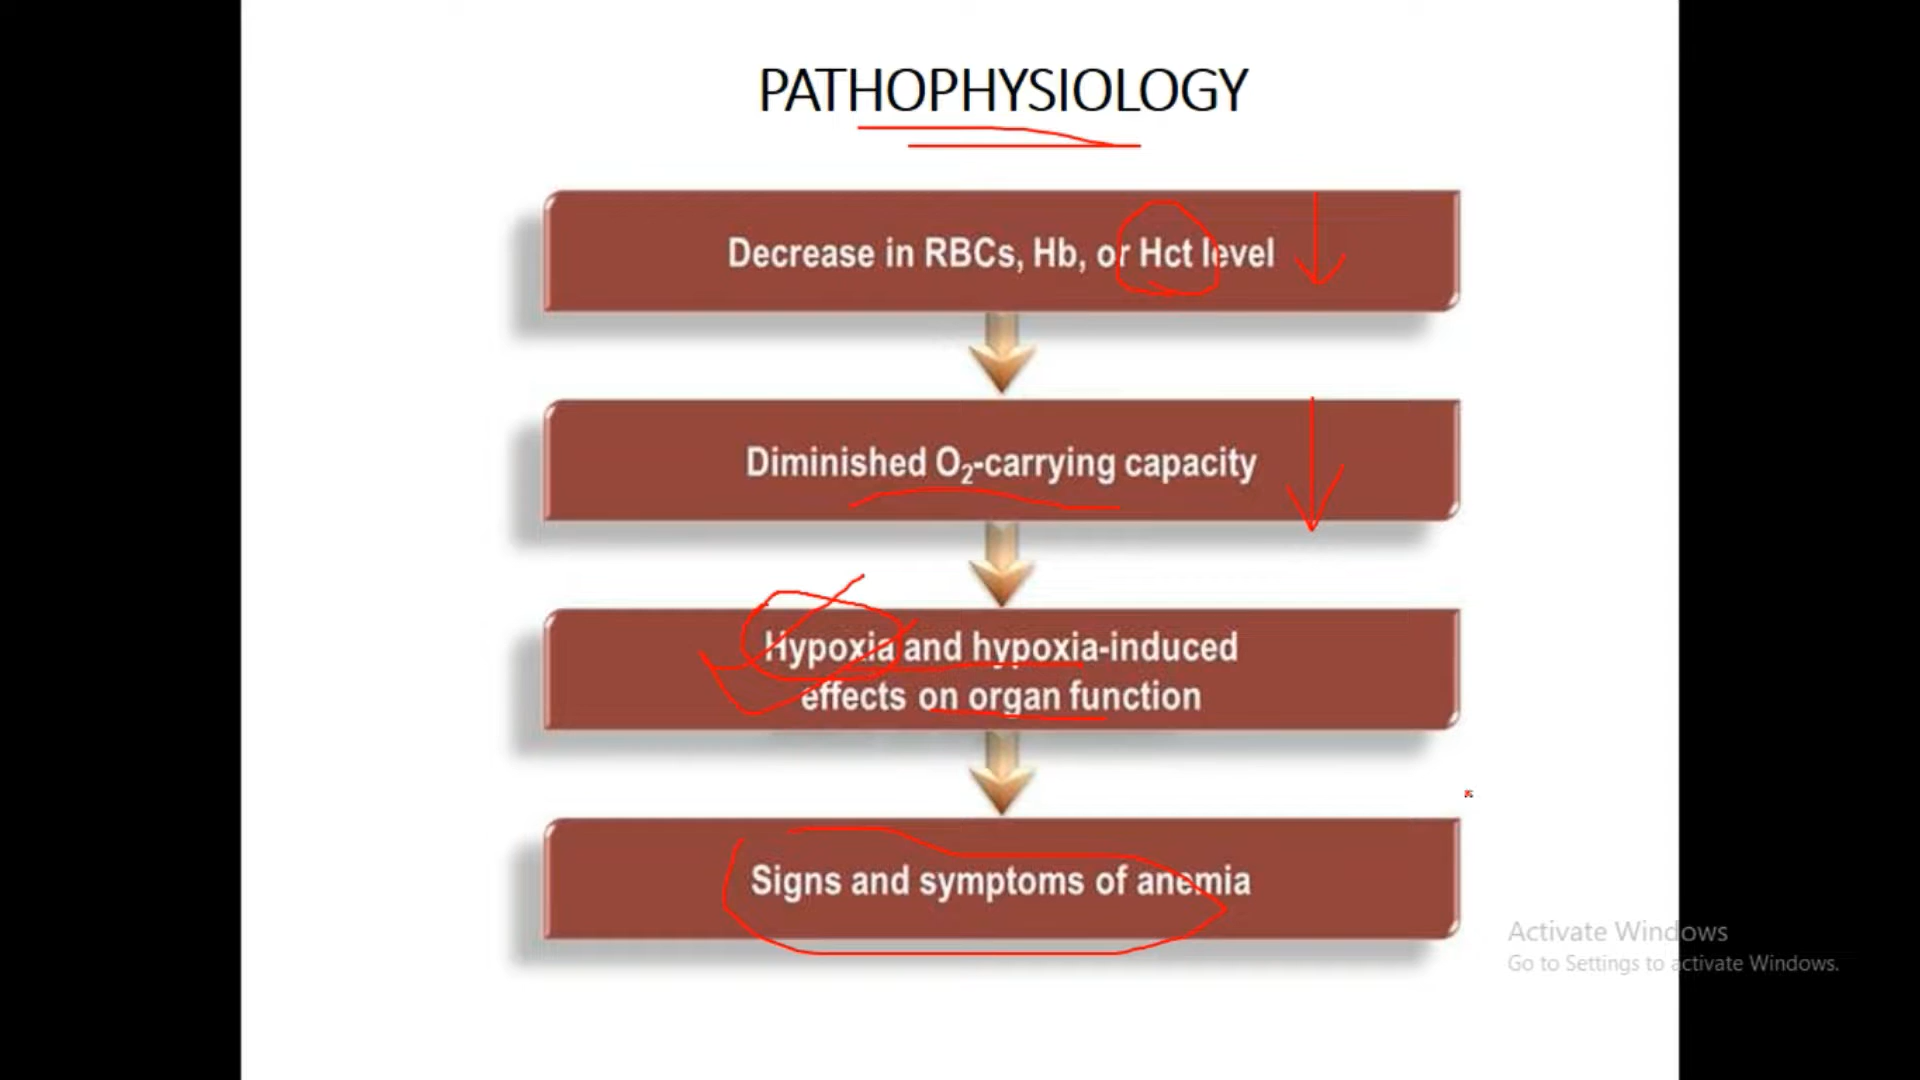 PATHOPHYSIOLOGY
Decrease in RBCs, Hb, or Hct level
Diminished O₂-carrying capacity
Hypoxia and hypoxia-induced
effects on organ function
Signs and symptoms of anemia
Activate Windows
Go to Settings to activate Windows.